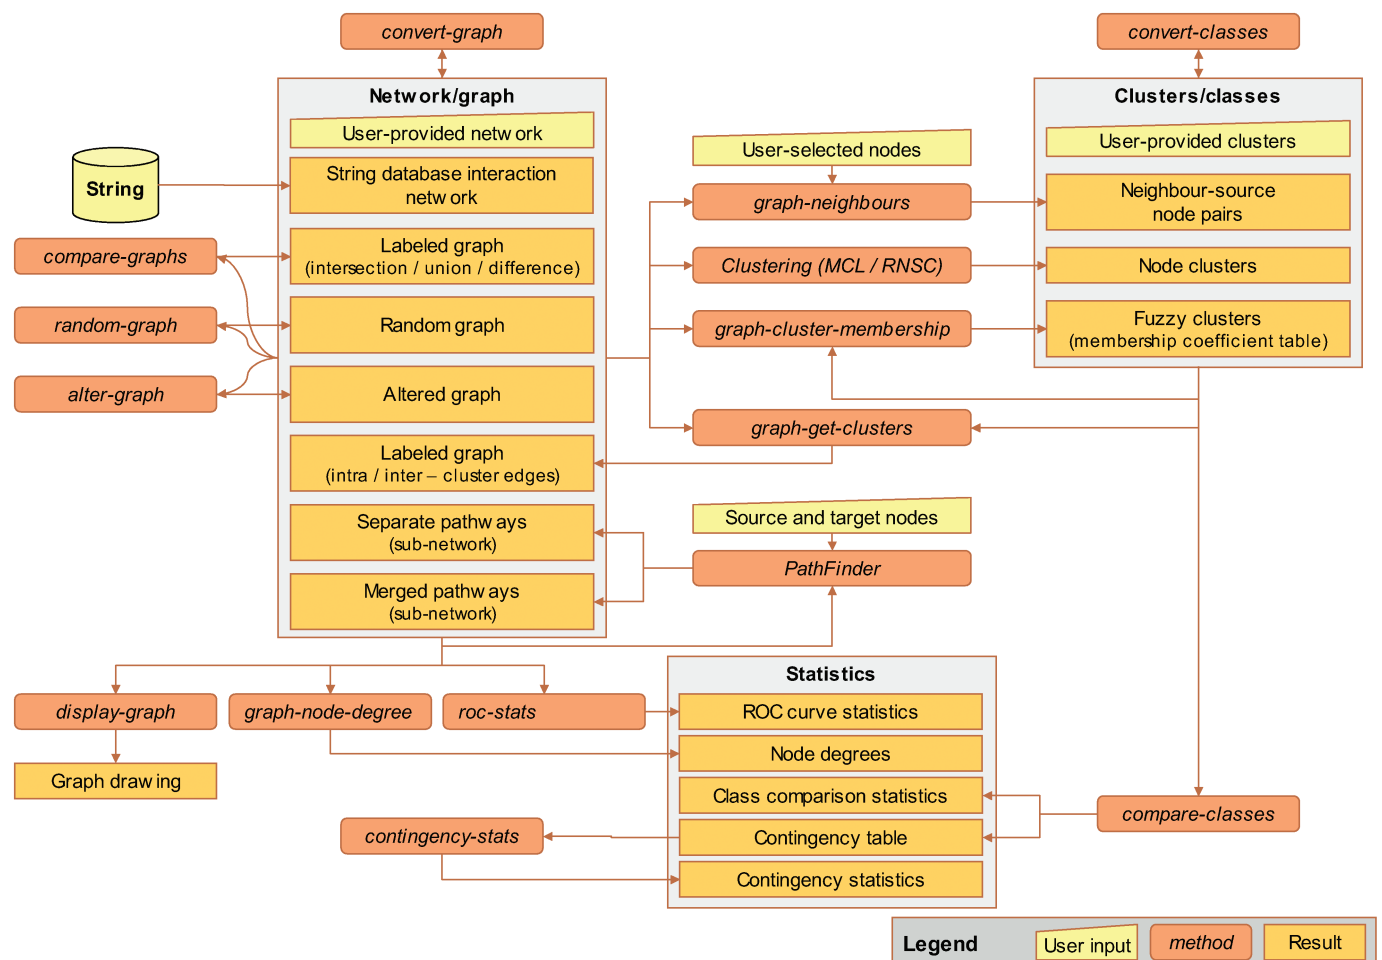 convert-graph
convert-classes
Network/graph
User-provided network
String database interaction
network
Labeled graph
(intersection / union / difference)
Random graph
Altered graph
Labeled graph
(intra / inter – cluster edges)
Separate pathways
(sub-network)
Merged pathways
(sub-network)
String
compare-graphs
random-graph
alter-graph
User-selected nodes
graph-neighbours
Clustering (MCL / RNSC)
graph-cluster-membership
graph-get-clusters
Source and target nodes
PathFinder
Clusters/classes
User-provided clusters
Neighbour-source
node pairs
Node clusters
Fuzzy clusters
(membership coefficient table)
display-graph
graph-node-degree
roc-stats
Graph drawing
contingency-stats
Statistics
ROC curve statistics
Node degrees
Class comparison statistics
Contingency table
Contingency statistics
compare-classes
Legend
User input
method
Result